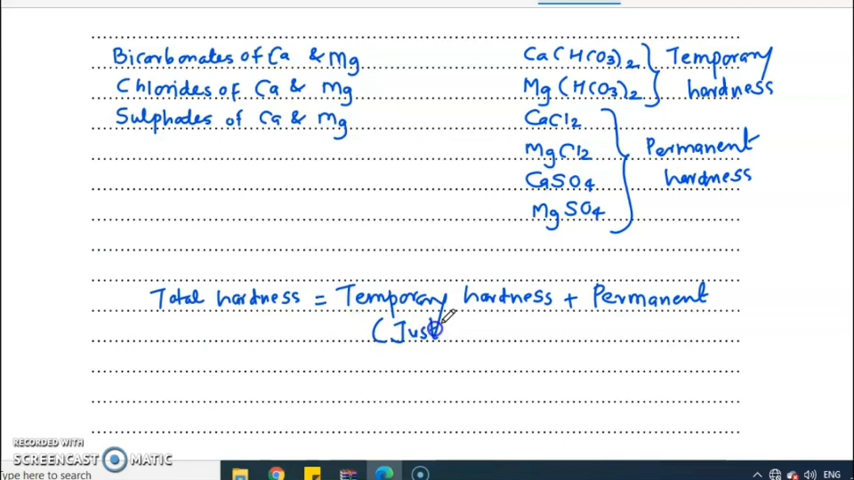 Bicarbonates of Ca & Mg
Chlorides of Ca & Mg
Sulphades of Ca & Mg
Ca(HCO3)2
Mg(HCO3)2
Temporary
hardness
CaCl2
MgCl2
CaSO4
MgSO4
Permanent
hardness
Total hardness = Temporary hardness + Permanent
(Just
RECORDED WITH
SCREENCAST MATIC
Type here to search
ENG